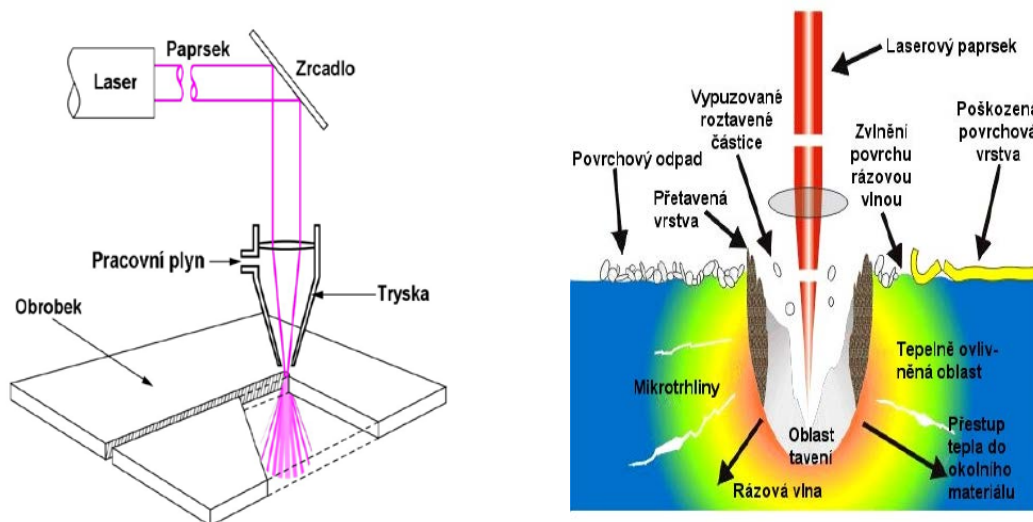 Laser
Paprsek
Zrcadlo
Pracovní plyn
Tryska
Obrobek
Laserový paprsek
Vypuzované
roztavené
částice
Povrchový odpad
Přetavená
vrstva
Zvlnění
povrchu
rázovou
vlnou
Poškozená
povrchová
vrstva
Mikrotrhliny
Tepelně ovliv-
něná oblast
Oblast
tavení
Rázová vlna
Přestup
tepla do
okolního
materiálu